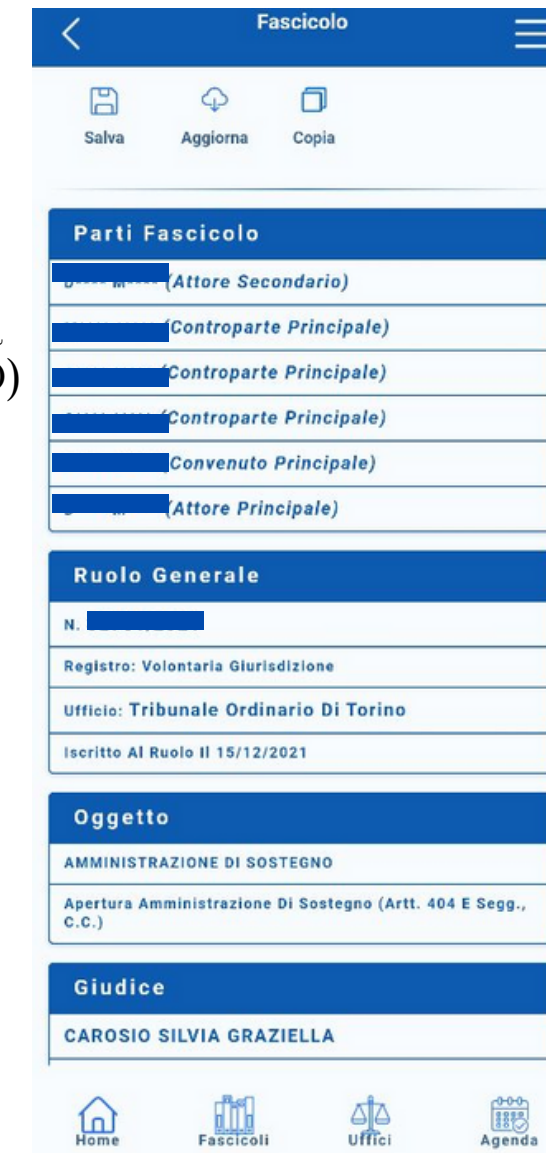 Fascicolo
Salva Aggiorna Copia
Parti Fascicolo
(Attore Secondario)
(Controparte Principale)
(Controparte Principale)
(Controparte Principale)
(Convenuto Principale)
(Attore Principale)
Ruolo Generale
N.
Registro: Volontaria Giurisdizione
Ufficio: Tribunale Ordinario Di Torino
Iscritto Al Ruolo Il 15/12/2021
Oggetto
AMMINISTRAZIONE DI SOSTEGNO
Apertura Amministrazione Di Sostegno (Artt. 404 E Segg.,
C.C.)
Giudice
CAROSIO SILVIA GRAZIELLA
Home Fascicoli Uffici Agenda